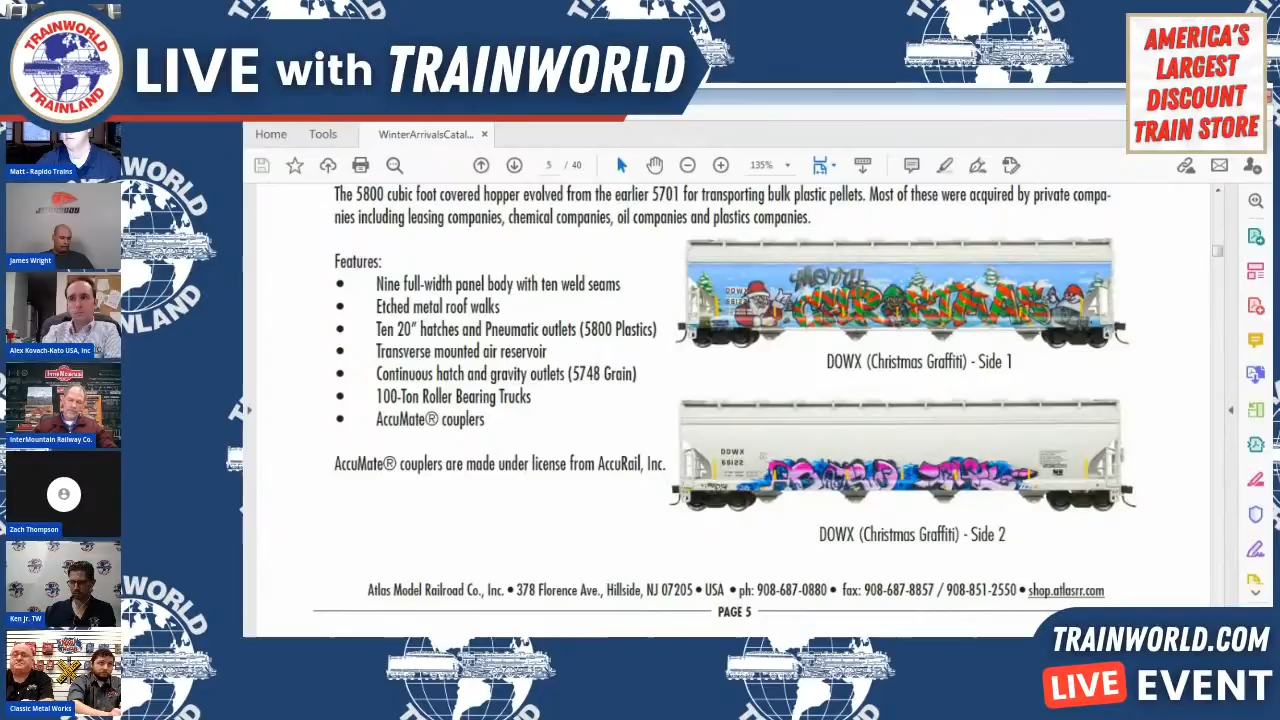 TRAINWORLD
TRAINLAND
LIVE with TRAINWORLD
AMERICA'S
LARGEST
DISCOUNT
TRAIN STORE
Home
Tools
WinterArrivalsCatal...
5 / 40
135%
The 5800 cubic foot covered hopper evolved from the earlier 5701 for transporting bulk plastic pellets. Most of these were acquired by private compa-
nies including leasing companies, chemical companies, oil companies and plastics companies.
Features:
• Nine full-width panel body with ten weld seams
• Etched metal roof walks
• Ten 20” hatches and Pneumatic outlets (5800 Plastics)
• Transverse mounted air reservoir
• Continuous hatch and gravity outlets (5748 Grain)
• 100-Ton Roller Bearing Trucks
• AccuMate® couplers
AccuMate® couplers are made under license from AccuRail, Inc.
MERRY
DOWX
DOWX (Christmas Graffiti) - Side 1
DOWX
66122
DOWX (Christmas Graffiti) - Side 2
Atlas Model Railroad Co., Inc. • 378 Florence Ave., Hillside, NJ 07205 • USA • ph: 908-687-0880 • fax: 908-687-8857 / 908-851-2550 • shop.atlasrr.com
PAGE 5
Matt - Rapido Trains
James Wright
Alex Kovach-Kato USA, Inc
InterMountain Railway Co.
Zach Thompson
Ken Jr. TW
Classic Metal Works
TRAINWORLD.COM
LIVE EVENT